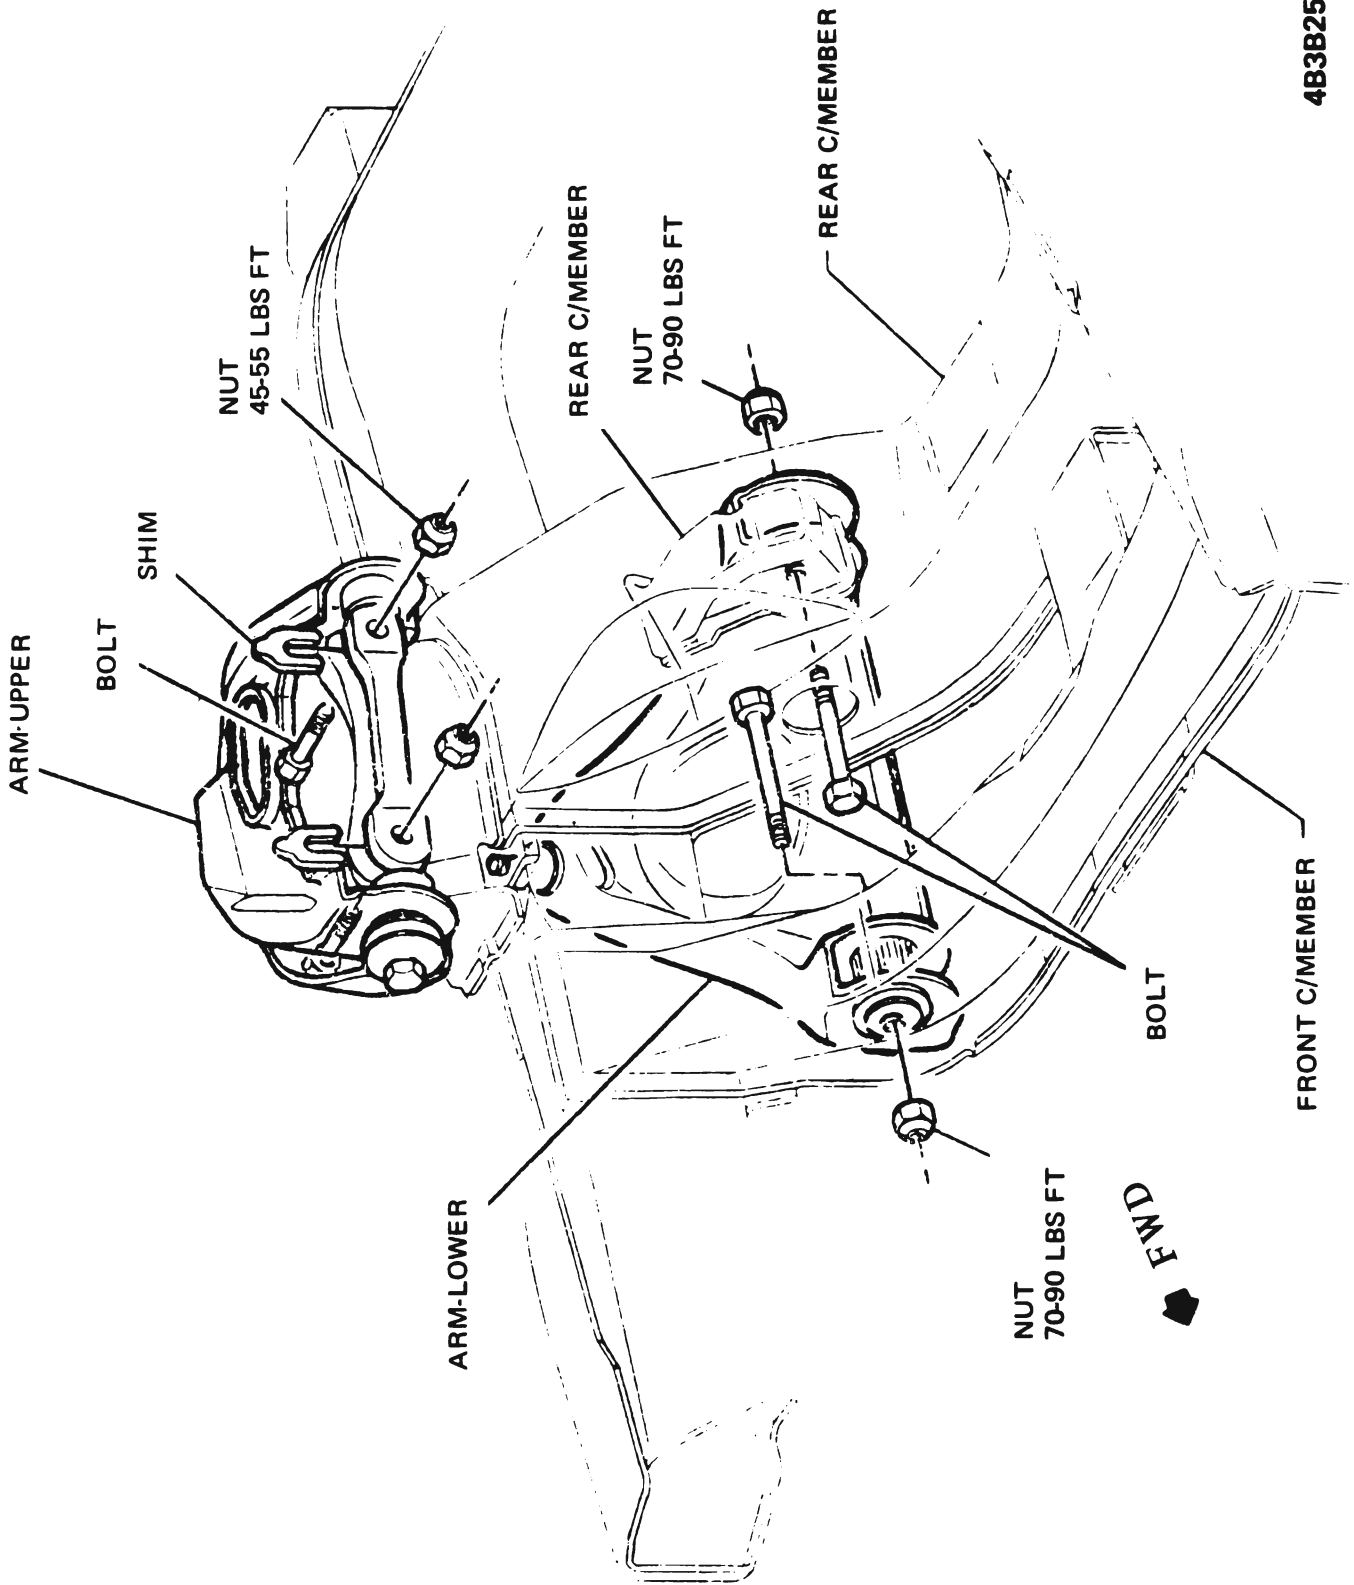 ARM-UPPER
BOLT
SHIM
NUT
45-55 LBS FT
REAR C/MEMBER
NUT
70-90 LBS FT
REAR C/MEMBER
ARM-LOWER
NUT
70-90 LBS FT
FWD
BOLT
FRONT C/MEMBER
4B3B25